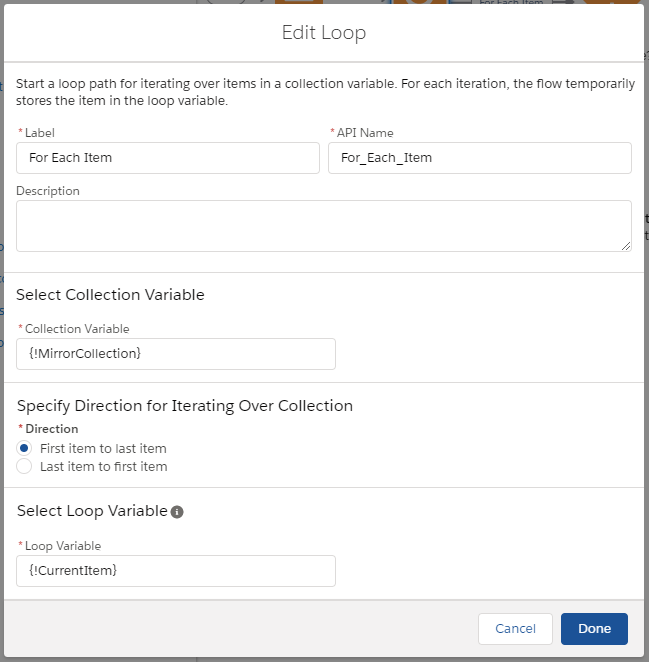 For Each Item
Edit Loop
Start a loop path for iterating over items in a collection variable. For each iteration, the flow temporarily
stores the item in the loop variable.
* Label
* API Name
For Each Item
For_Each_Item
Description
Select Collection Variable
* Collection Variable
{!MirrorCollection}
Specify Direction for Iterating Over Collection
* Direction
First item to last item
Last item to first item
Select Loop Variable
* Loop Variable
{!CurrentItem}
Cancel
Done